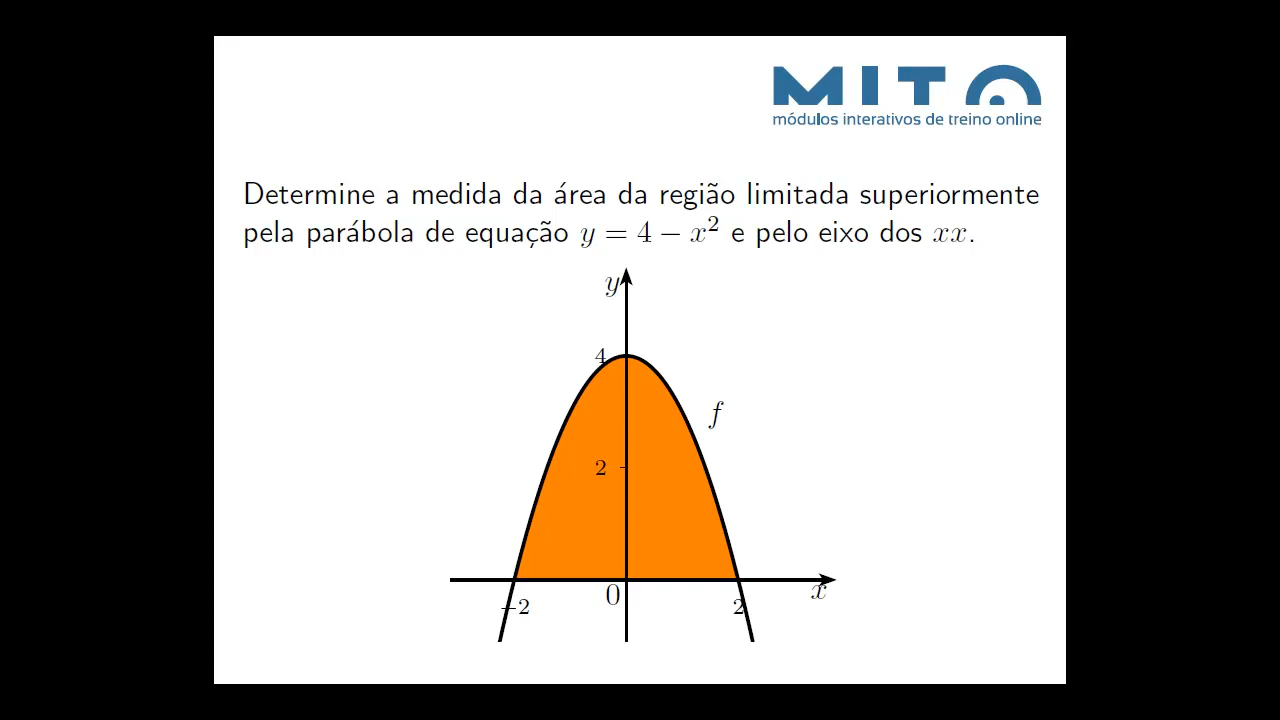 MITO
módulos interativos de treino online
Determine a medida da área da região limitada superiormente
pela parábola de equação y = 4 − x² e pelo eixo dos xx.
y
4
f
2
0
x
−2
2